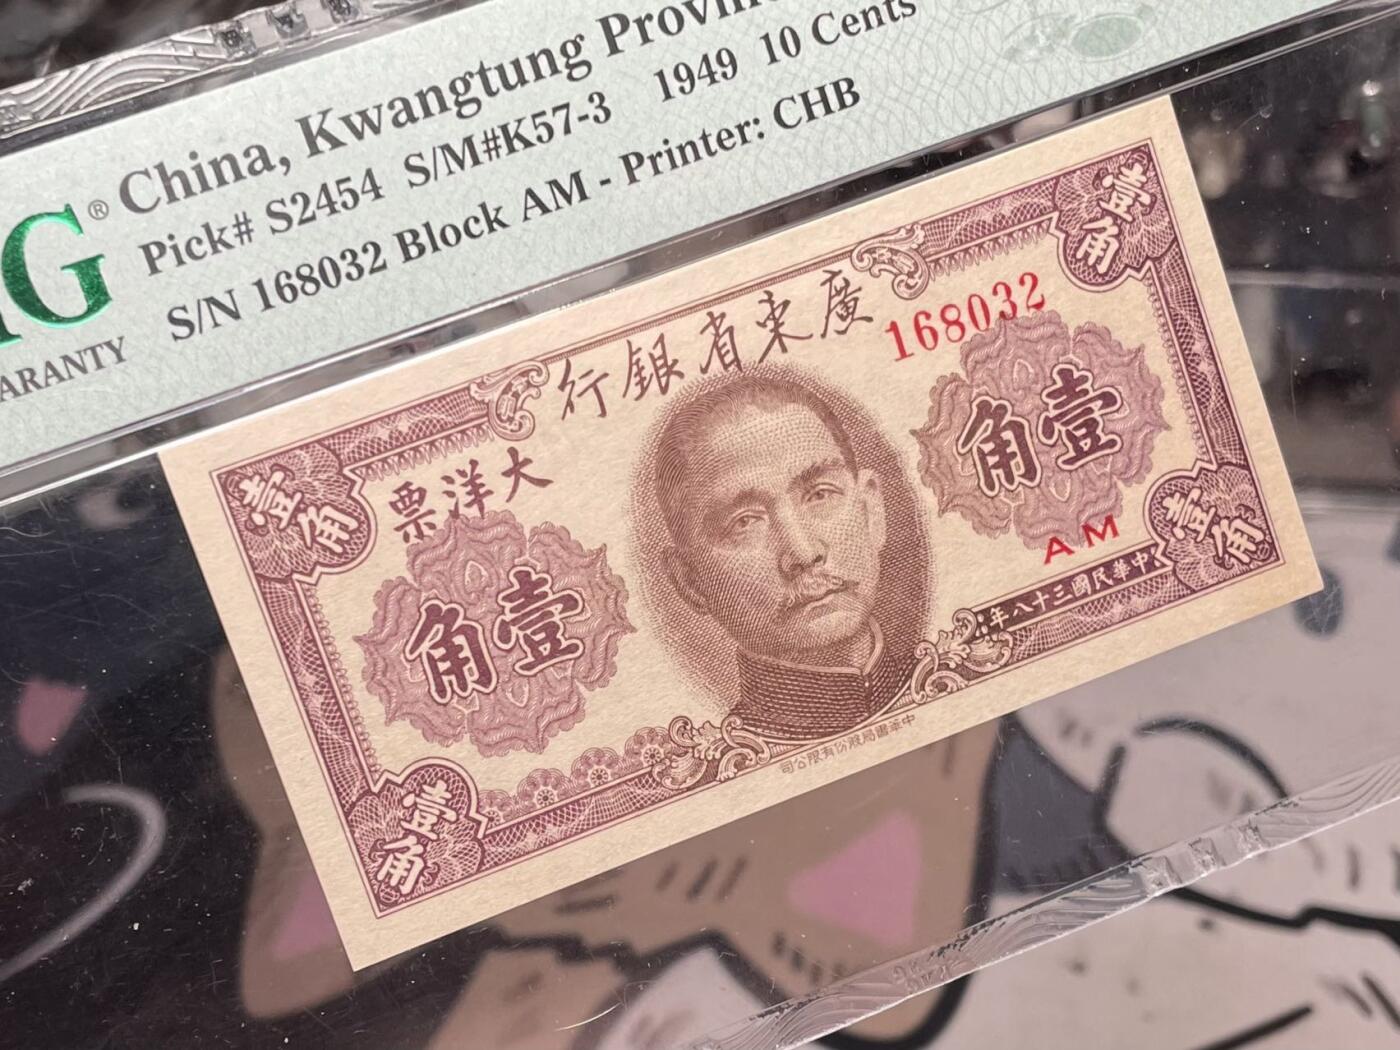 China, Kwangtung Provin
Pick# S2454 S/M#K57-3 1949 10 Cents
S/N 168032 Block AM - Printer: CHB
G®
ARANTY
廣東省銀行
168032
大洋票
壹角
壹角
壹角
壹角
壹角
壹角
AM
中華民國三十八年
中華書局股份有限公司